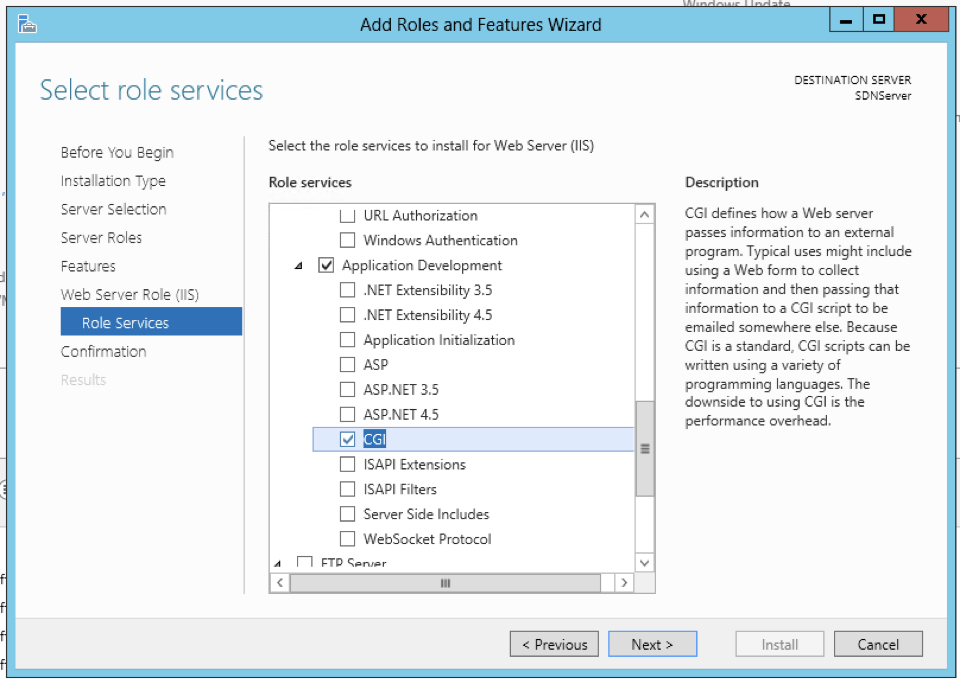 Windows Update
Add Roles and Features Wizard
Select role services
DESTINATION SERVER
SDNServer
Before You Begin
Installation Type
Server Selection
Server Roles
Features
Web Server Role (IIS)
Role Services
Confirmation
Results
Select the role services to install for Web Server (IIS)
Role services
URL Authorization
Windows Authentication
Application Development
.NET Extensibility 3.5
.NET Extensibility 4.5
Application Initialization
ASP
ASP.NET 3.5
ASP.NET 4.5
CGI
ISAPI Extensions
ISAPI Filters
Server Side Includes
WebSocket Protocol
FTP Server
Description
CGI defines how a Web server
passes information to an external
program. Typical uses might include
using a Web form to collect
information and then passing that
information to a CGI script to be
emailed somewhere else. Because
CGI is a standard, CGI scripts can be
written using a variety of
programming languages. The
downside to using CGI is the
performance overhead.
< Previous
Next >
Install
Cancel